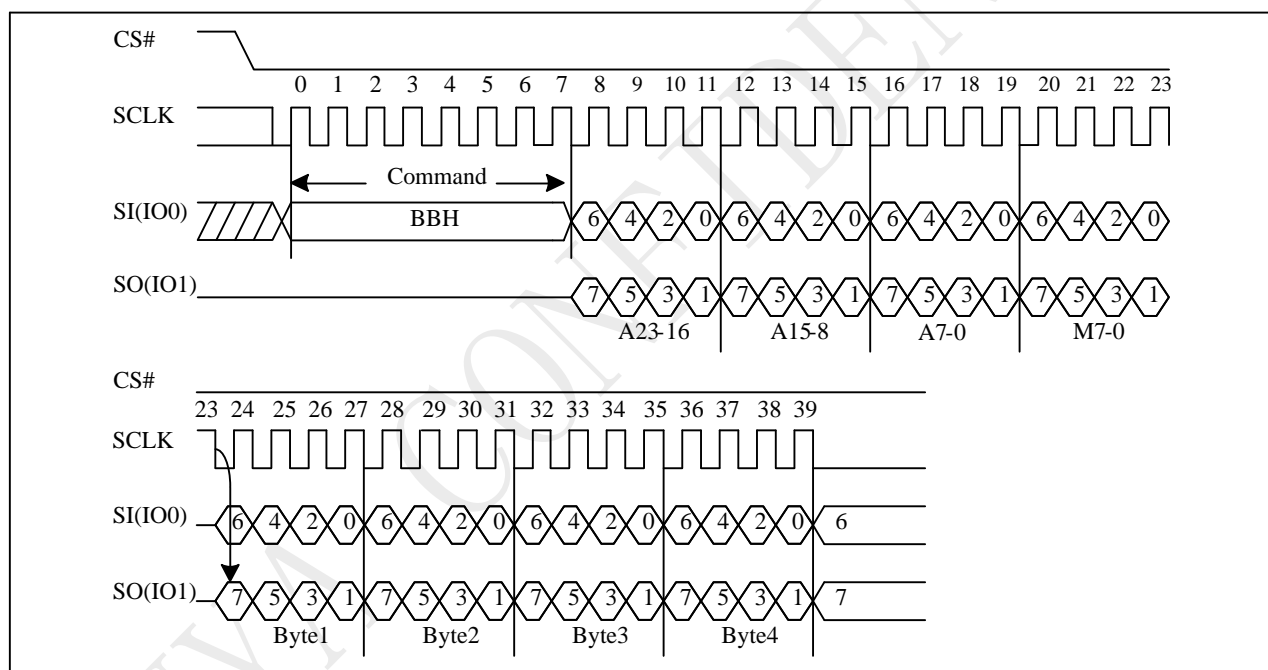 CS#
0 1 2 3 4 5 6 7 8 9 10 11 12 13 14 15 16 17 18 19 20 21 22 23
SCLK
Command
SI(IO0) BBH 6 4 2 0 6 4 2 0 6 4 2 0 6 4 2 0
SO(IO1) 7 5 3 1 7 5 3 1 7 5 3 1 7 5 3 1
A23-16 A15-8 A7-0 M7-0
CS#
23 24 25 26 27 28 29 30 31 32 33 34 35 36 37 38 39
SCLK
SI(IO0) 6 4 2 0 6 4 2 0 6 4 2 0 6 4 2 0 6
SO(IO1) 7 5 3 1 7 5 3 1 7 5 3 1 7 5 3 1 7
Byte1 Byte2 Byte3 Byte4